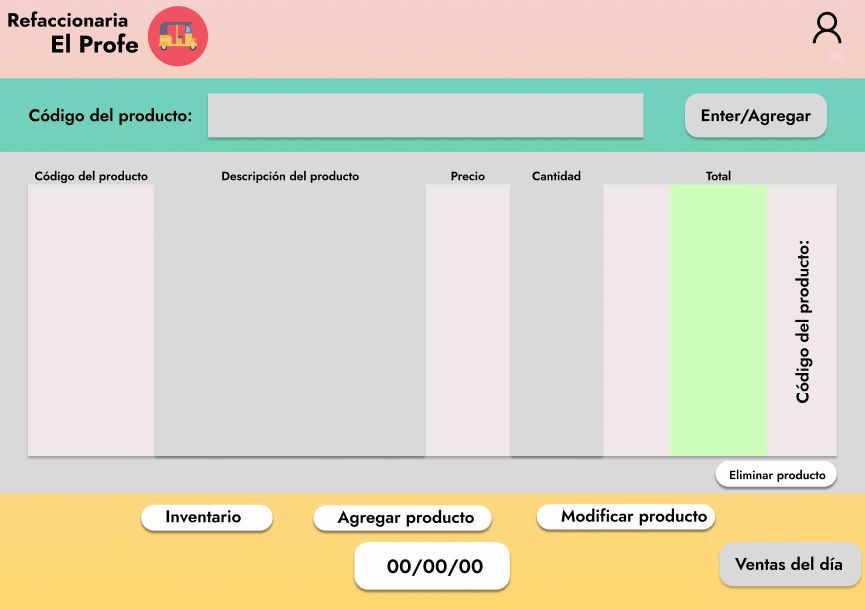 Refaccionaria
El Profe
Código del producto:
Enter/Agregar
Código del producto
Descripción del producto
Precio
Cantidad
Total
Código del producto:
Eliminar producto
Inventario
Agregar producto
Modificar producto
00/00/00
Ventas del día